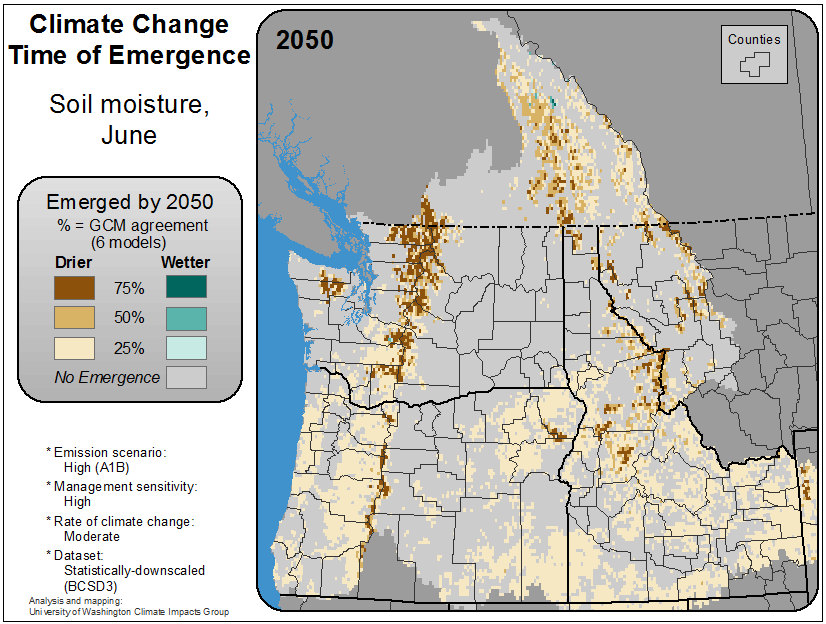 Climate Change
Time of Emergence
Soil moisture,
June
Emerged by 2050
% = GCM agreement
(6 models)
Drier Wetter
75%
50%
25%
No Emergence
* Emission scenario:
High (A1B)
* Management sensitivity:
High
* Rate of climate change:
Moderate
* Dataset:
Statistically-downscaled
(BCSD3)
Analysis and mapping:
University of Washington Climate Impacts Group
2050
Counties